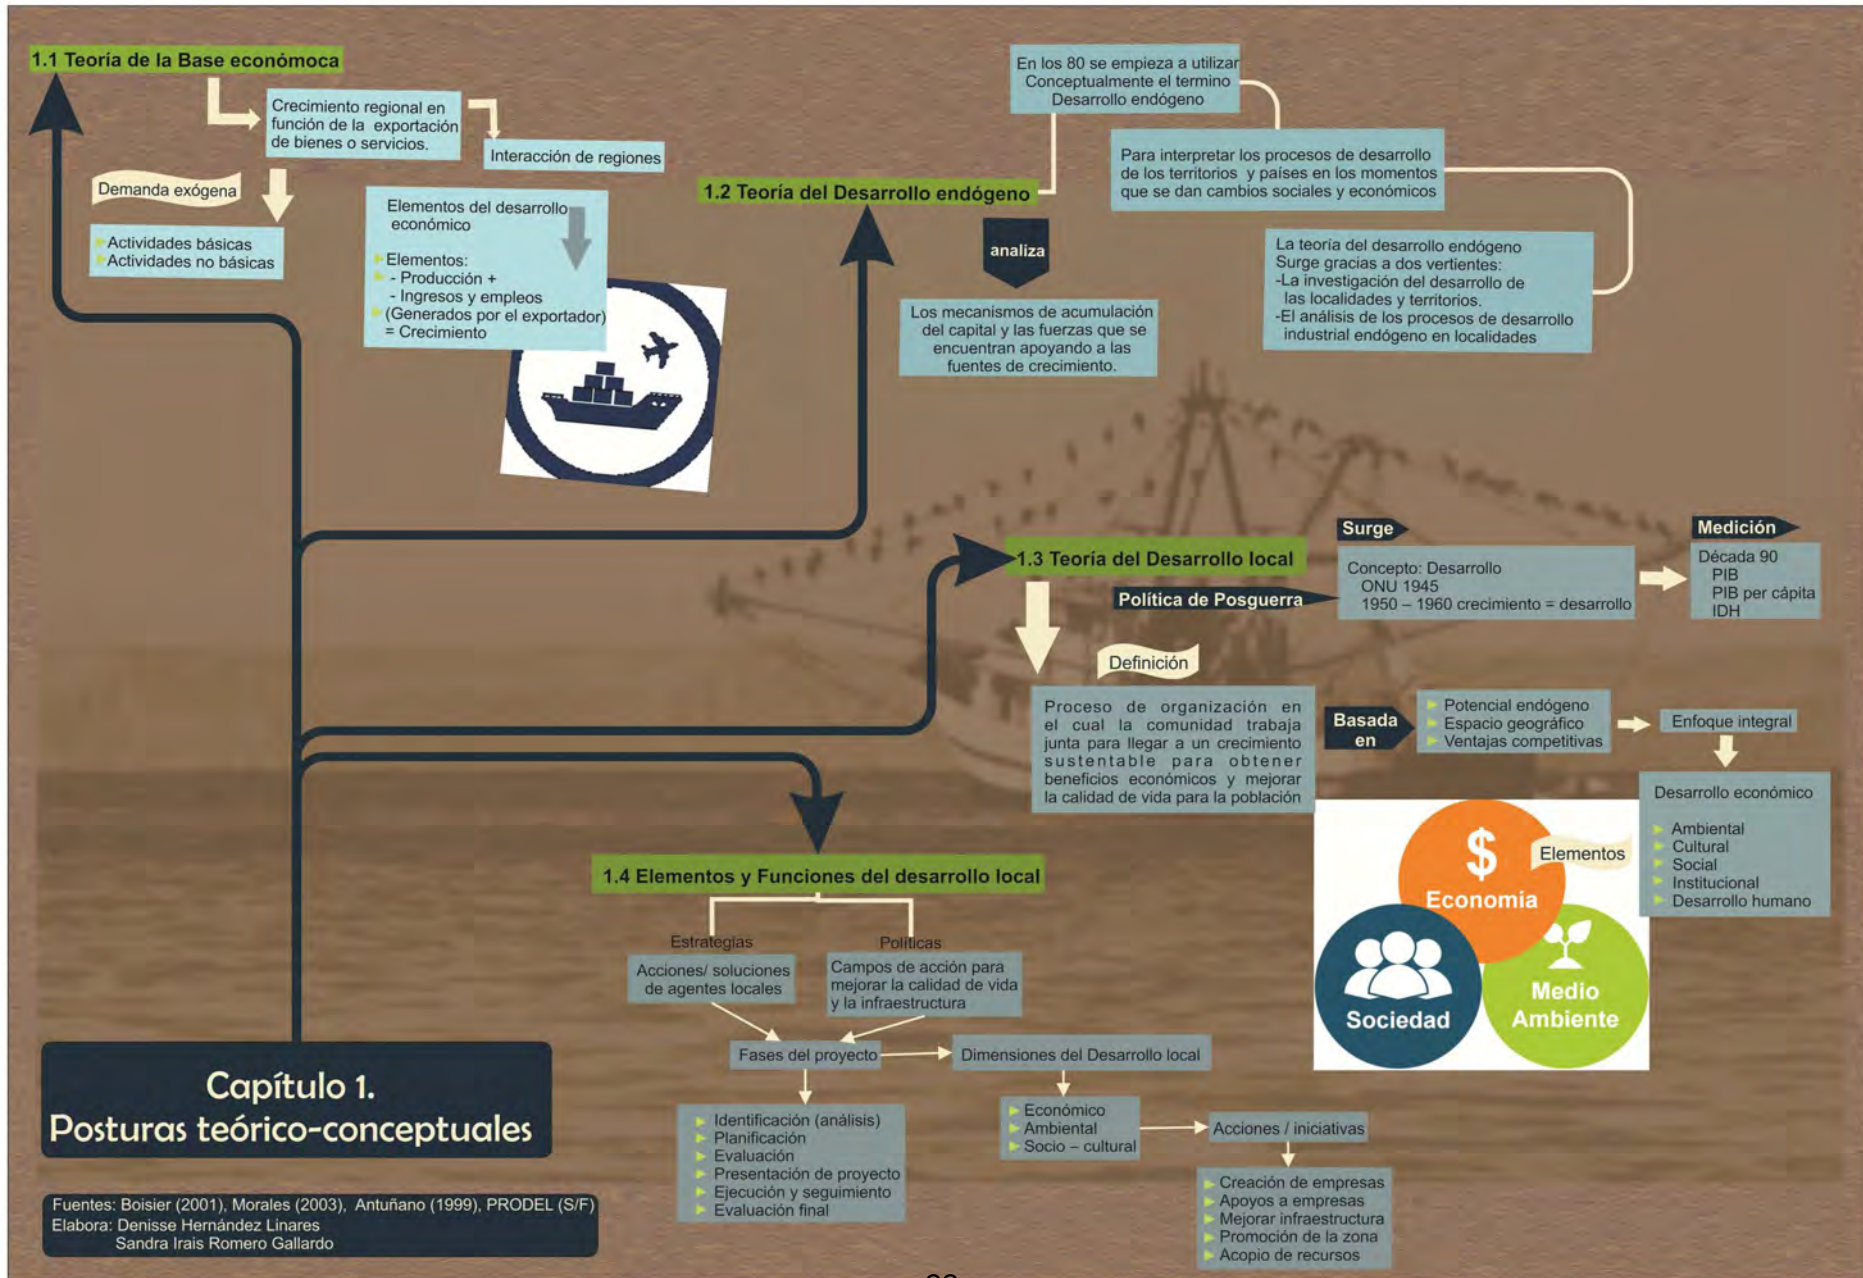 1.1 Teoría de la Base económoca
Crecimiento regional en
función de la exportación
de bienes o servicios.
Interacción de regiones
Demanda exógena
Actividades básicas
Actividades no básicas
Elementos del desarrollo
económico
Elementos:
- Producción +
- Ingresos y empleos
(Generados por el exportador)
= Crecimiento
1.2 Teoría del Desarrollo endógeno
En los 80 se empieza a utilizar
Conceptualmente el termino
Desarrollo endógeno
Para interpretar los procesos de desarrollo
de los territorios y países en los momentos
que se dan cambios sociales y económicos
La teoría del desarrollo endógeno
Surge gracias a dos vertientes:
-La investigación del desarrollo de
las localidades y territorios.
-El análisis de los procesos de desarrollo
industrial endógeno en localidades
analiza
Los mecanismos de acumulación
del capital y las fuerzas que se
encuentran apoyando a las
fuentes de crecimiento.
1.3 Teoría del Desarrollo local
Política de Posguerra
Surge
Concepto: Desarrollo
ONU 1945
1950 – 1960 crecimiento = desarrollo
Medición
Década 90
PIB
PIB per cápita
IDH
Definición
Proceso de organización en
el cual la comunidad trabaja
junta para llegar a un crecimiento
sustentable para obtener
beneficios económicos y mejorar
la calidad de vida para la población
Basada
en
Potencial endógeno
Espacio geográfico
Ventajas competitivas
Enfoque integral
Desarrollo económico
Ambiental
Cultural
Social
Institucional
Desarrollo humano
Elementos
$
Economía
Sociedad
Medio
Ambiente
1.4 Elementos y Funciones del desarrollo local
Estrategias
Acciones/ soluciones
de agentes locales
Políticas
Campos de acción para
mejorar la calidad de vida
y la infraestructura
Fases del proyecto
Identificación (análisis)
Planificación
Evaluación
Presentación de proyecto
Ejecución y seguimiento
Evaluación final
Dimensiones del Desarrollo local
Económico
Ambiental
Socio – cultural
Acciones / iniciativas
Creación de empresas
Apoyos a empresas
Mejorar infraestructura
Promoción de la zona
Acopio de recursos
Capítulo 1.
Posturas teórico-conceptuales
Fuentes: Boisier (2001), Morales (2003), Antuñano (1999), PRODEL (S/F)
Elabora: Denisse Hernández Linares
Sandra Irais Romero Gallardo